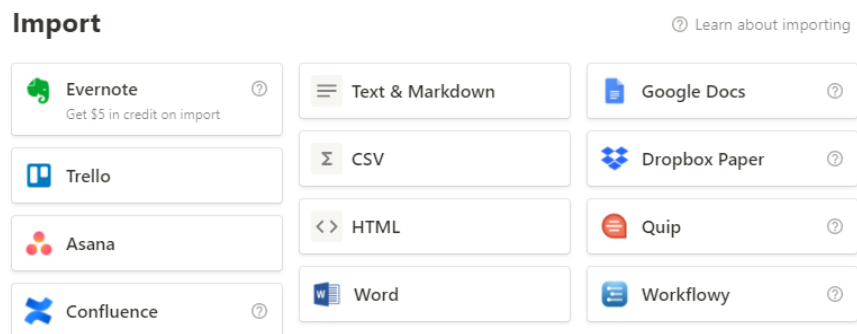 Import
Learn about importing
Evernote
Get $5 in credit on import
Trello
Asana
Confluence
Text & Markdown
CSV
HTML
Word
Google Docs
Dropbox Paper
Quip
Workflowy